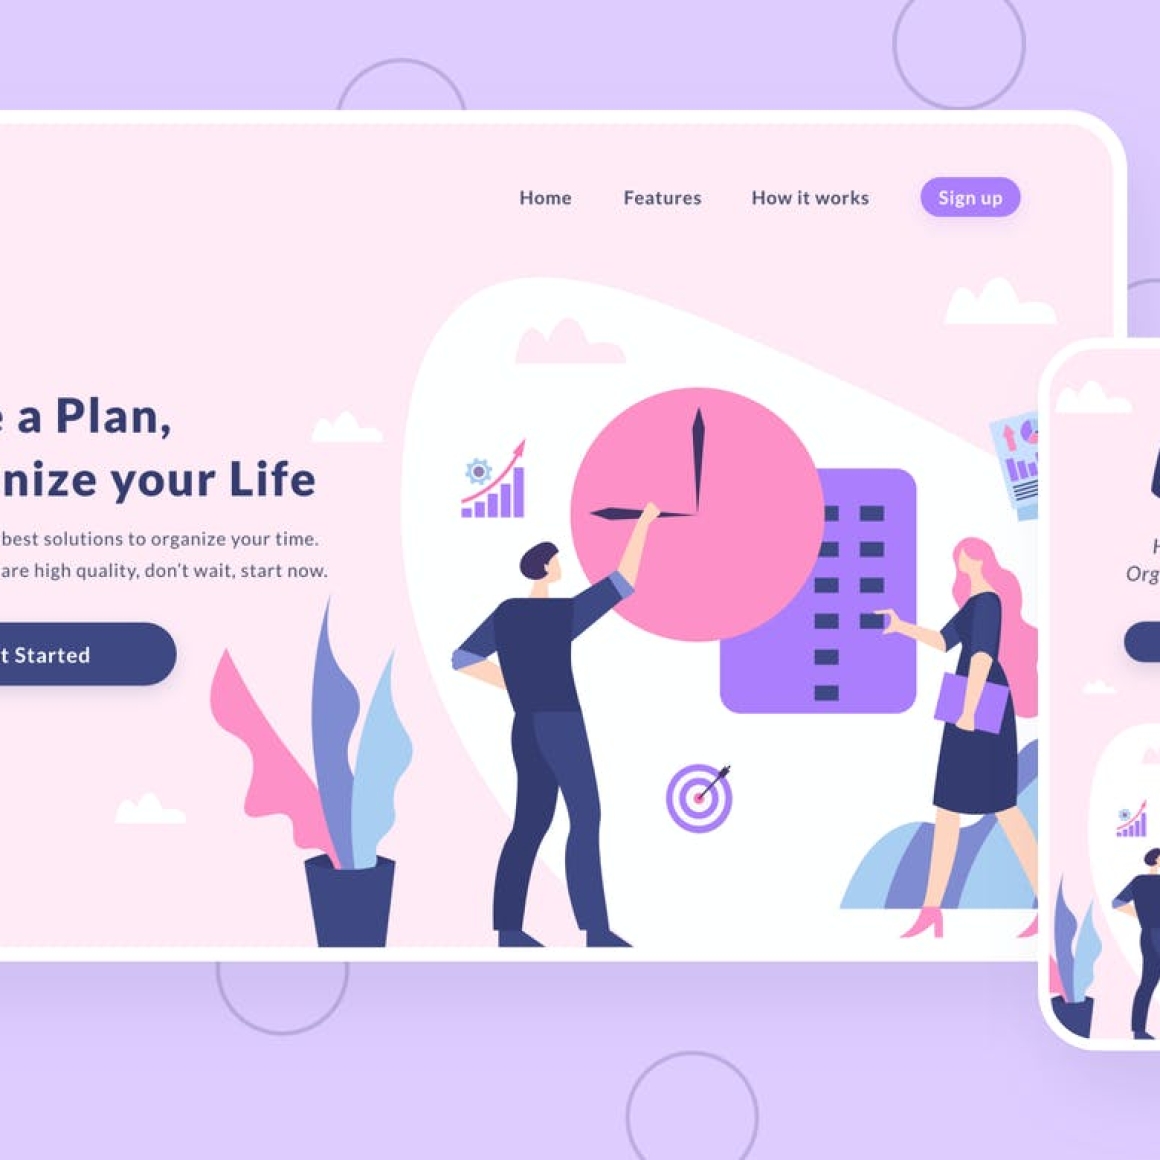 Home Features How it works Sign up
a Plan,
nize your Life
best solutions to organize your time.
are high quality, don't wait, start now.
t Started
Org